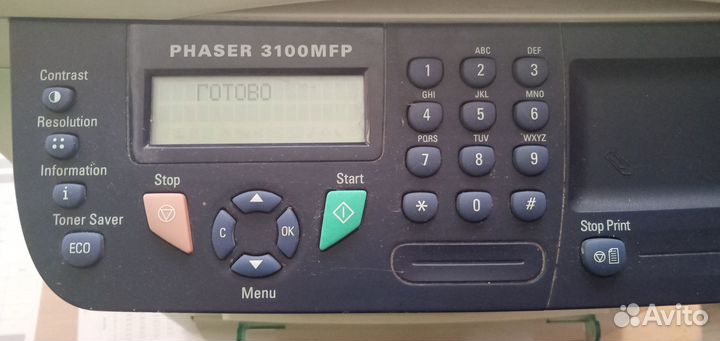 PHASER 3100MFP
ГОТОВО
Contrast
Resolution
Information
i
Toner Saver
ECO
Stop
Start
C
OK
Menu
ABC
DEF
1
2
3
GHI
JKL
MNO
4
5
6
PQRS
TUV
WXYZ
7
8
9
*
0
#
Stop Print
Avito